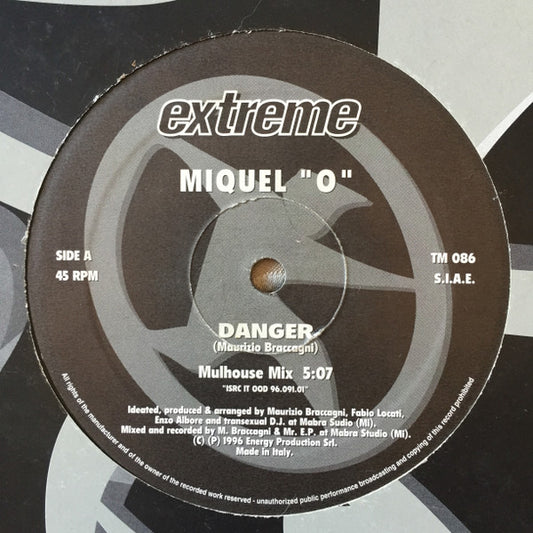 extreme
MIQUEL "O"
SIDE A
45 RPM
TM 086
S.I.A.E.
DANGER
(Maurizio Braccagni)
Mulhouse Mix 5:07
"ISRC IT OOD 96.091.01"
Ideated, produced & arranged by Maurizio Braccagni, Fabio Locati,
Enzo Albore and transexual D.J. at Mabra Sudio (Mi).
Mixed and recorded by M. Braccagni & Mr. E.P. at Mabra Studio (Mi).
(C) (P) 1996 Energy Production Srl.
Made in Italy.
All rights of the manufacturer and of the owner of the recorded work reserved - unauthorized public performance broadcasting and copying of this record prohibited